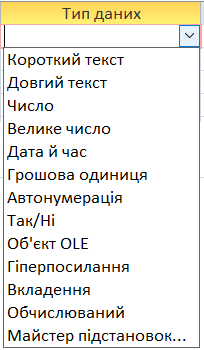 Тип даних
Короткий текст
Довгий текст
Число
Велике число
Дата й час
Грошова одиниця
Автонумерація
Так/Ні
Об'єкт OLE
Гіперпосилання
Вкладення
Обчислюваний
Майстер підстановок...